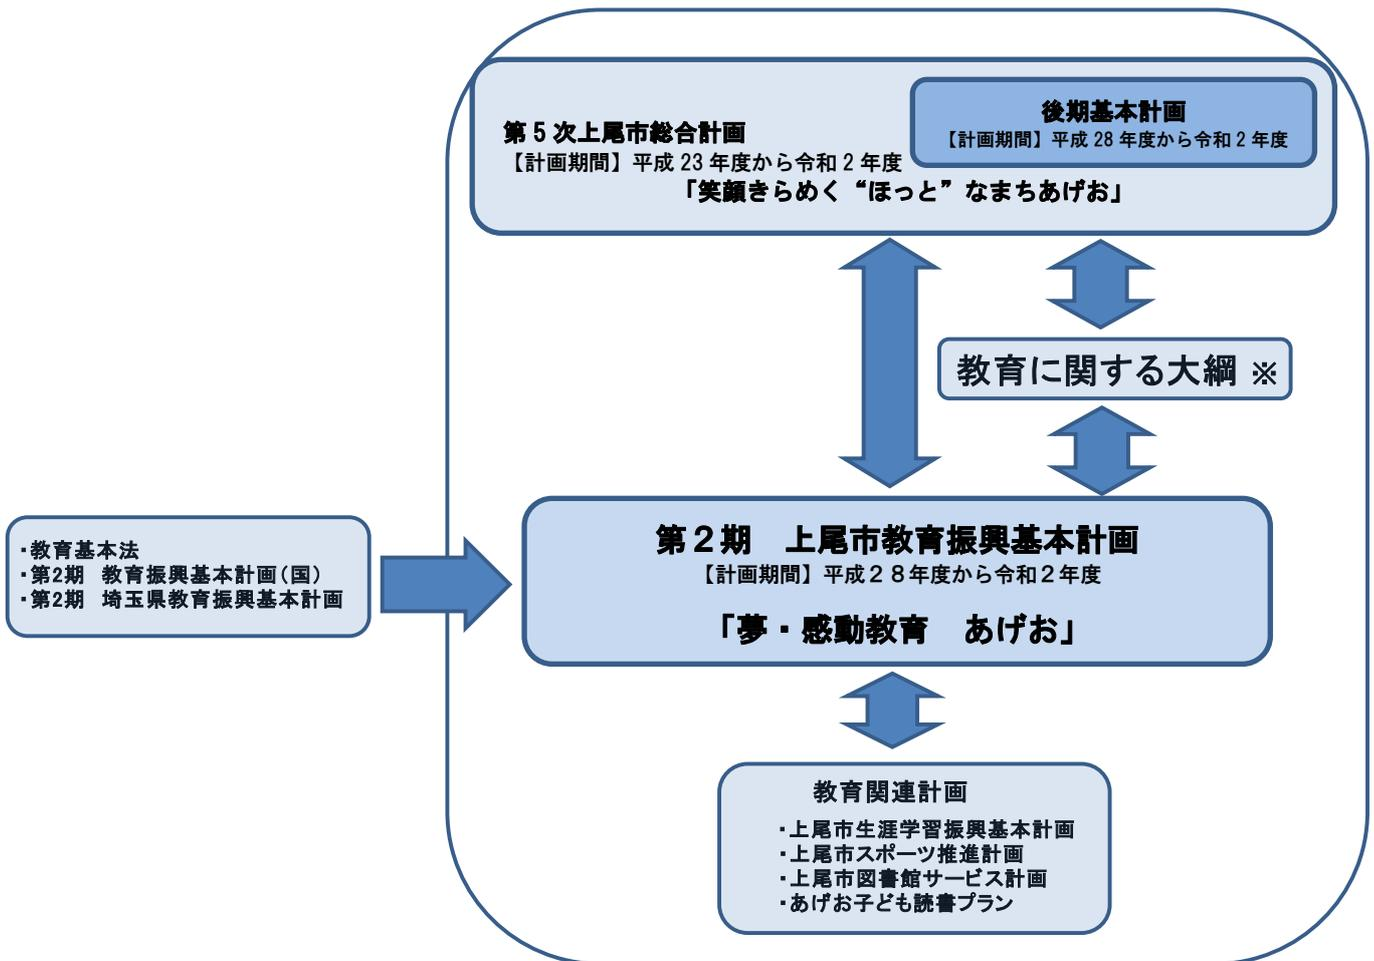 第５次上尾市総合計画
【計画期間】平成 23 年度から令和 2 年度
「笑顔きらめく“ほっと”なまちあげお」
後期基本計画
【計画期間】平成 28 年度から令和 2 年度
教育に関する大綱 ※
・教育基本法
・第2期　教育振興基本計画（国）
・第2期　埼玉県教育振興基本計画
第２期　上尾市教育振興基本計画
【計画期間】平成２８年度から令和２年度
「夢・感動教育　あげお」
教育関連計画
・上尾市生涯学習振興基本計画
・上尾市スポーツ推進計画
・上尾市図書館サービス計画
・あげお子ども読書プラン